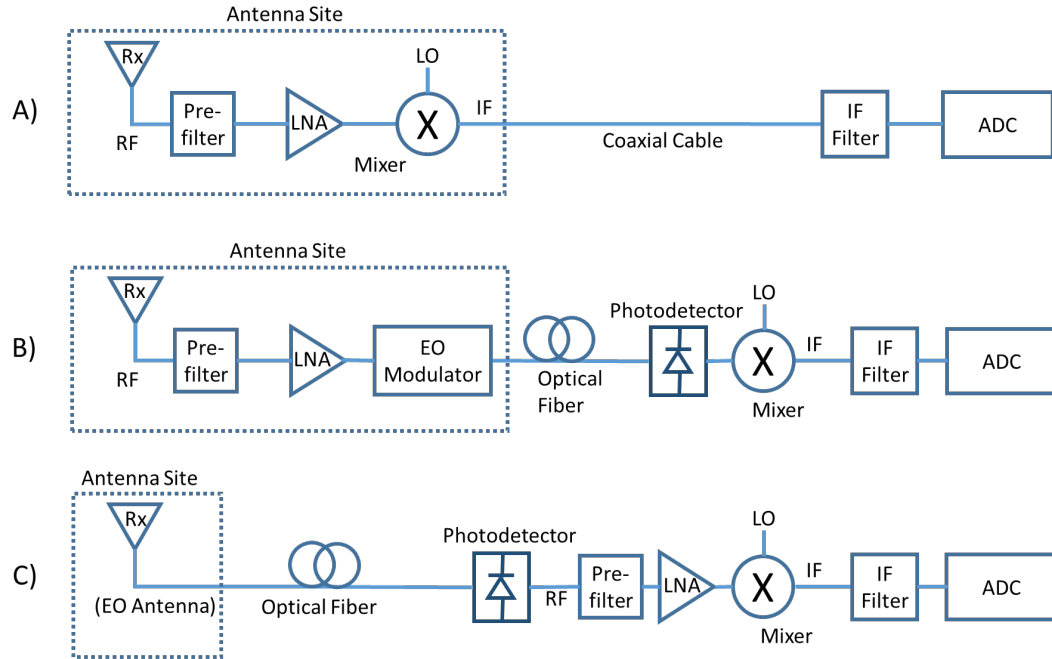 Antenna Site
Rx
LO
A)
Pre-
filter
LNA
X
IF
RF
Mixer
Coaxial Cable
IF
Filter
ADC
Antenna Site
Rx
LO
Photodetector
B)
Pre-
filter
LNA
EO
Modulator
X
IF
IF
Filter
ADC
RF
Optical
Fiber
Mixer
Antenna Site
Rx
LO
Photodetector
C)
(EO Antenna)
Optical Fiber
RF
Pre-
filter
LNA
X
IF
Mixer
IF
Filter
ADC